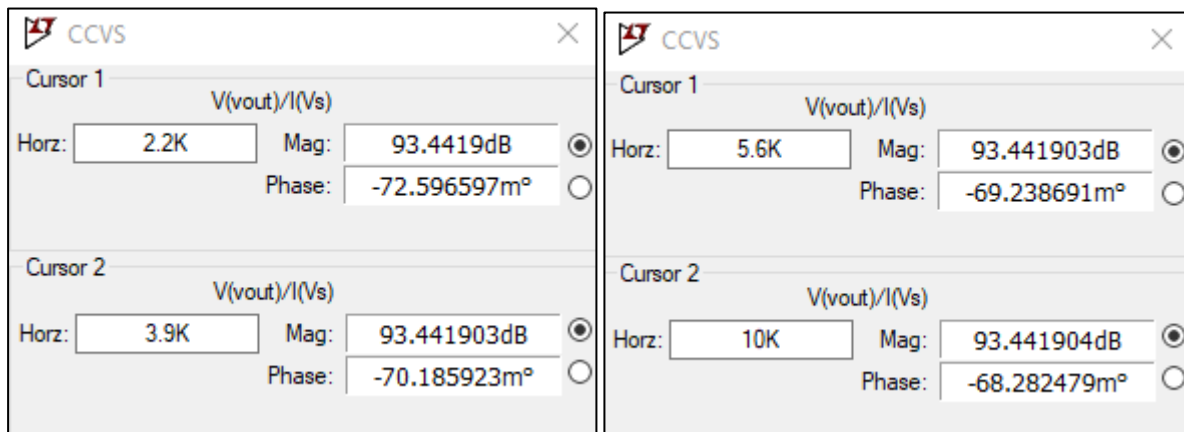 CCVS
Cursor 1
V(vout)/I(Vs)
Horz: 2.2K Mag: 93.4419dB
Phase: -72.596597m°
Cursor 2
V(vout)/I(Vs)
Horz: 3.9K Mag: 93.441903dB
Phase: -70.185923m°
CCVS
Cursor 1
V(vout)/I(Vs)
Horz: 5.6K Mag: 93.441903dB
Phase: -69.238691m°
Cursor 2
V(vout)/I(Vs)
Horz: 10K Mag: 93.441904dB
Phase: -68.282479m°